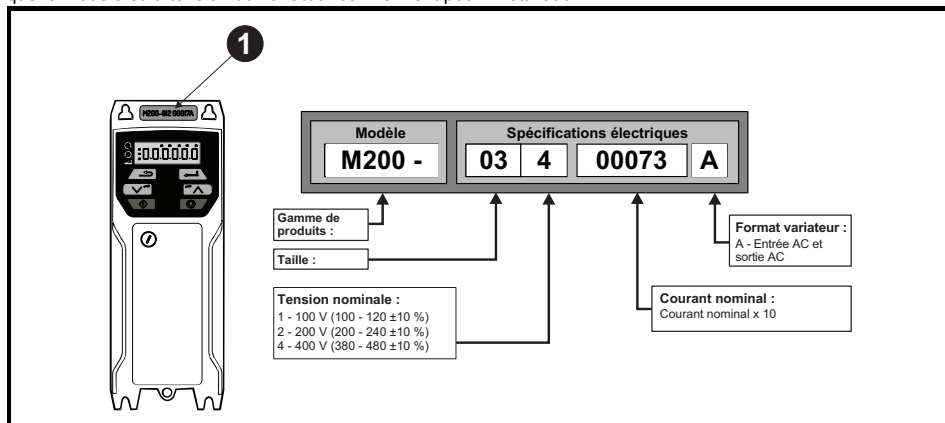 1
Modèle
Spécifications électriques
M200 - 03 4 00073 A
Gamme de
produits :
Taille :
Tension nominale :
1 - 100 V (100 - 120 ±10 %)
2 - 200 V (200 - 240 ±10 %)
4 - 400 V (380 - 480 ±10 %)
Courant nominal :
Courant nominal x 10
Format variateur :
A - Entrée AC et
sortie AC